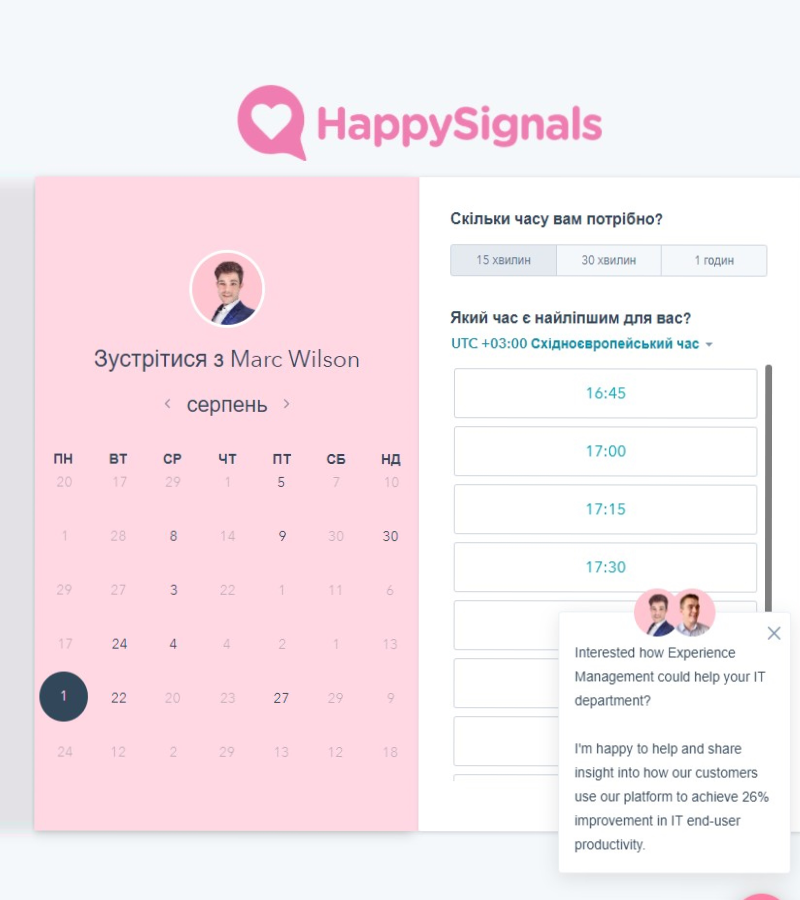 HappySignals
Зустрітися з Marc Wilson
серпень
ПН ВТ СР ЧТ ПТ СБ НД
20 17 29 1 5 7 10
1 28 8 14 9 30 30
29 27 3 22 1 11 6
17 24 4 4 2 1 13
1 22 20 23 27 29 9
24 12 2 29 13 12 18
Скільки часу вам потрібно?
15 хвилин 30 хвилин 1 годин
Який час є найліпшим для вас?
UTC +03:00 Східноєвропейський час
16:45
17:00
17:15
17:30
Interested how Experience
Management could help your IT
department?
I'm happy to help and share
insight into how our customers
use our platform to achieve 26%
improvement in IT end-user
productivity.